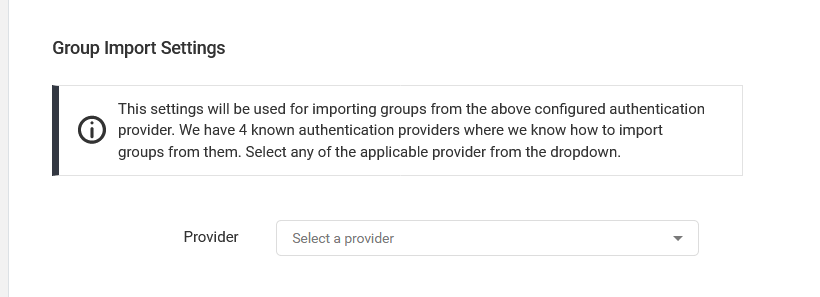 Group Import Settings
This settings will be used for importing groups from the above configured authentication
provider. We have 4 known authentication providers where we know how to import
groups from them. Select any of the applicable provider from the dropdown.
Provider
Select a provider